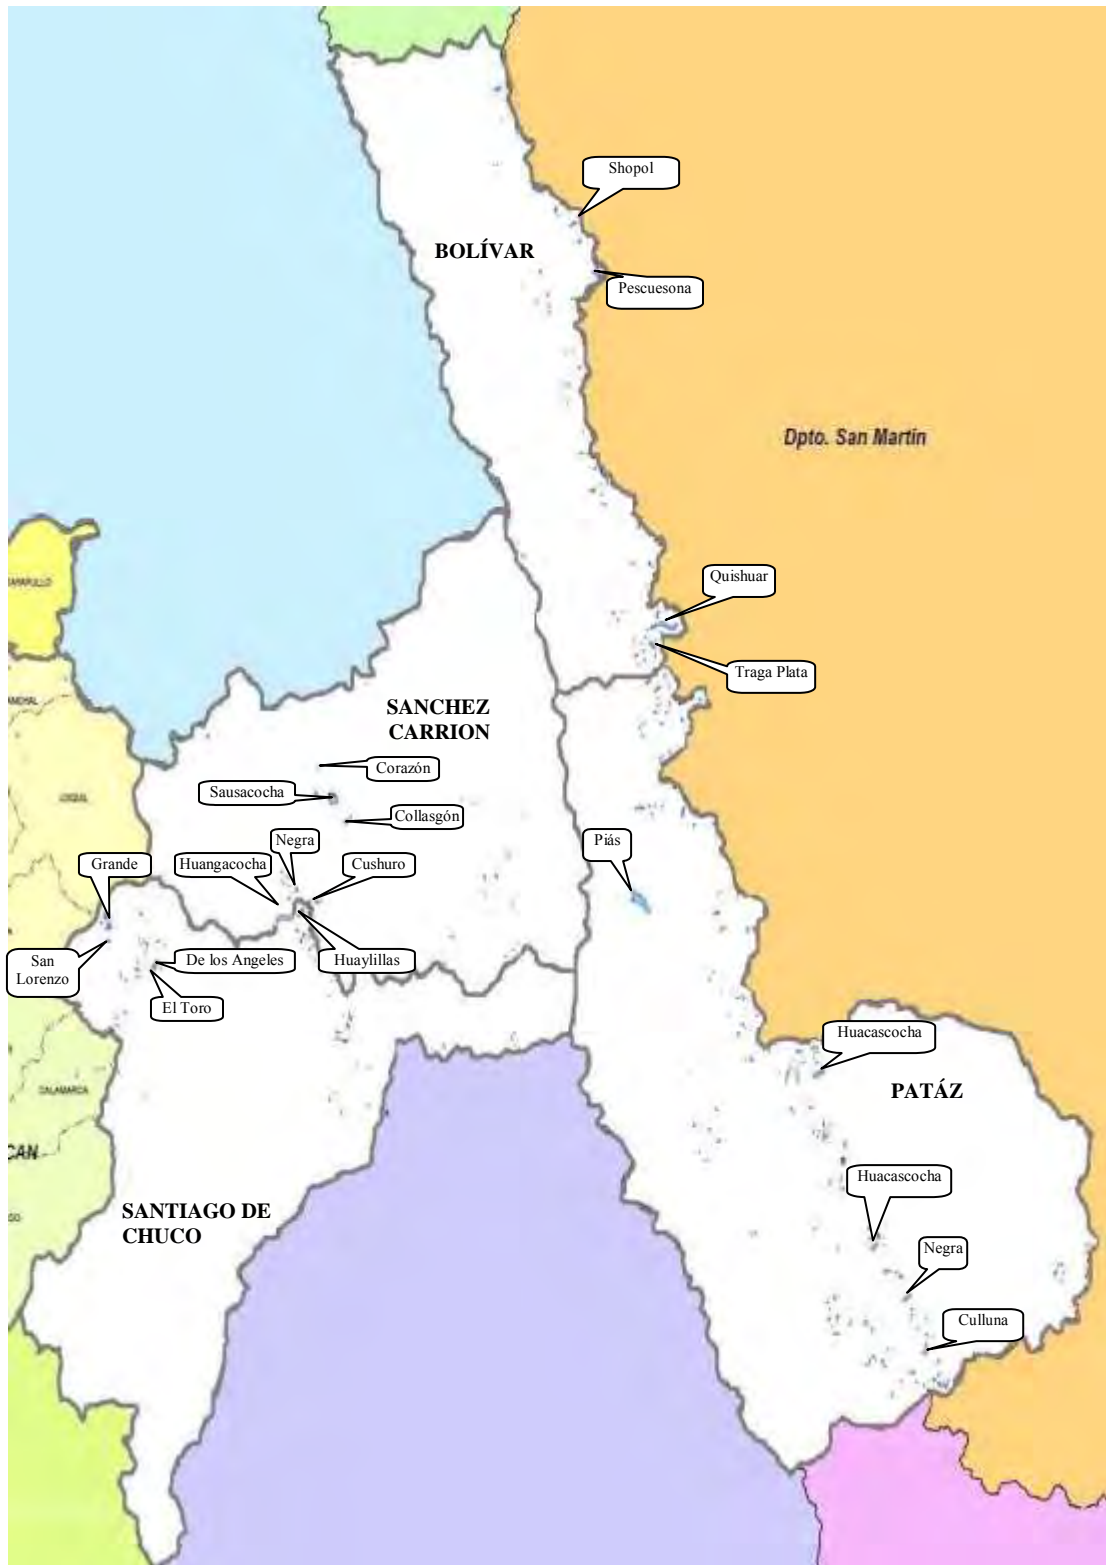 Shopol
BOLÍVAR
Pescuesona
Dpto. San Martín
Quishuar
Traga Plata
SANCHEZ
CARRION
Corazón
Sausacocha
Collasgón
Negra
Piás
Grande
Huangacocha
Cushuro
San
Lorenzo
De los Angeles
Huaylillas
El Toro
Huacascocha
CALAMARCA
PATÁZ
CAN
Huacascocha
SANTIAGO DE
CHUCO
Negra
Culluna